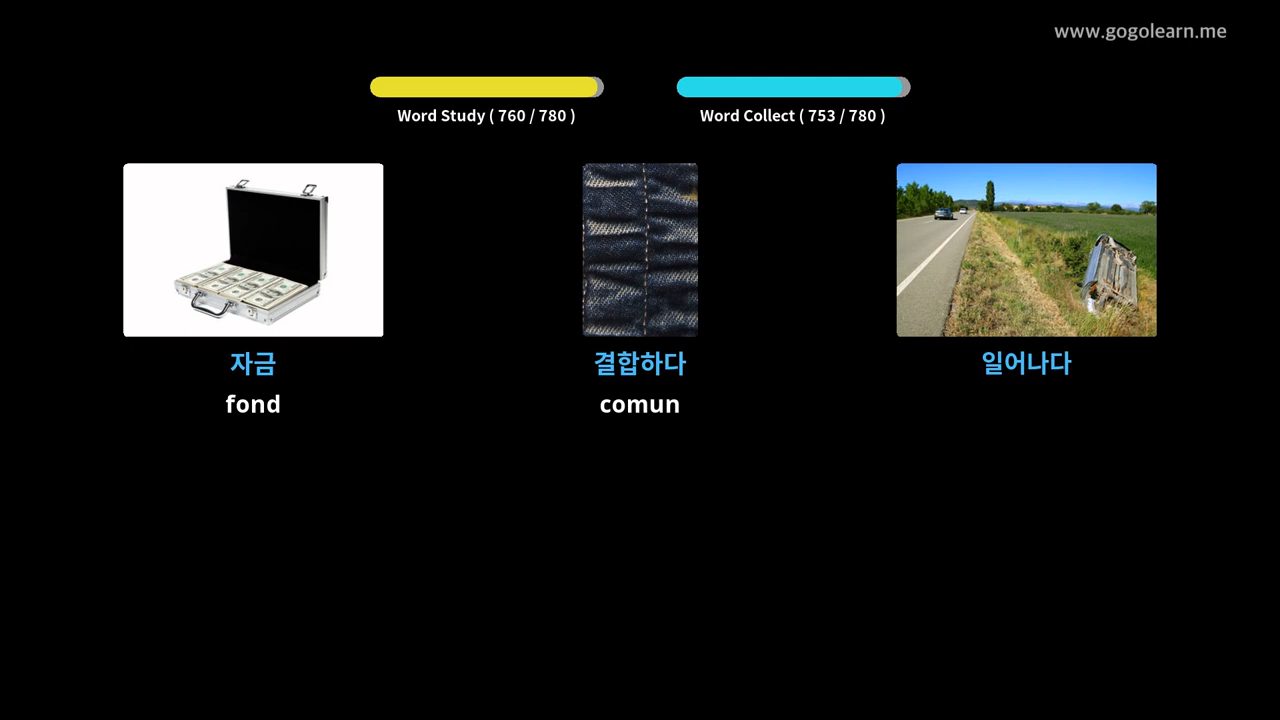 www.gogolearn.me
Word Study ( 760 / 780 )
Word Collect ( 753 / 780 )
자금
결합하다
일어나다
fond
comun